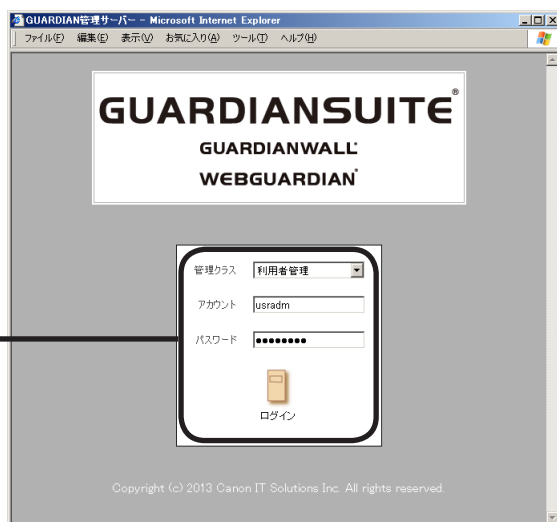 GUARDIAN管理サーバー - Microsoft Internet Explorer
ファイル(F) 編集(E) 表示(V) お気に入り(A) ツール(T) ヘルプ(H)
GUARDIANSUITE®
GUARDIANWALL
WEBGUARDIAN
管理クラス 利用者管理
アカウント usradm
パスワード ●●●●●●●●
ログイン
Copyright (c) 2013 Canon IT Solutions Inc. All rights reserved.